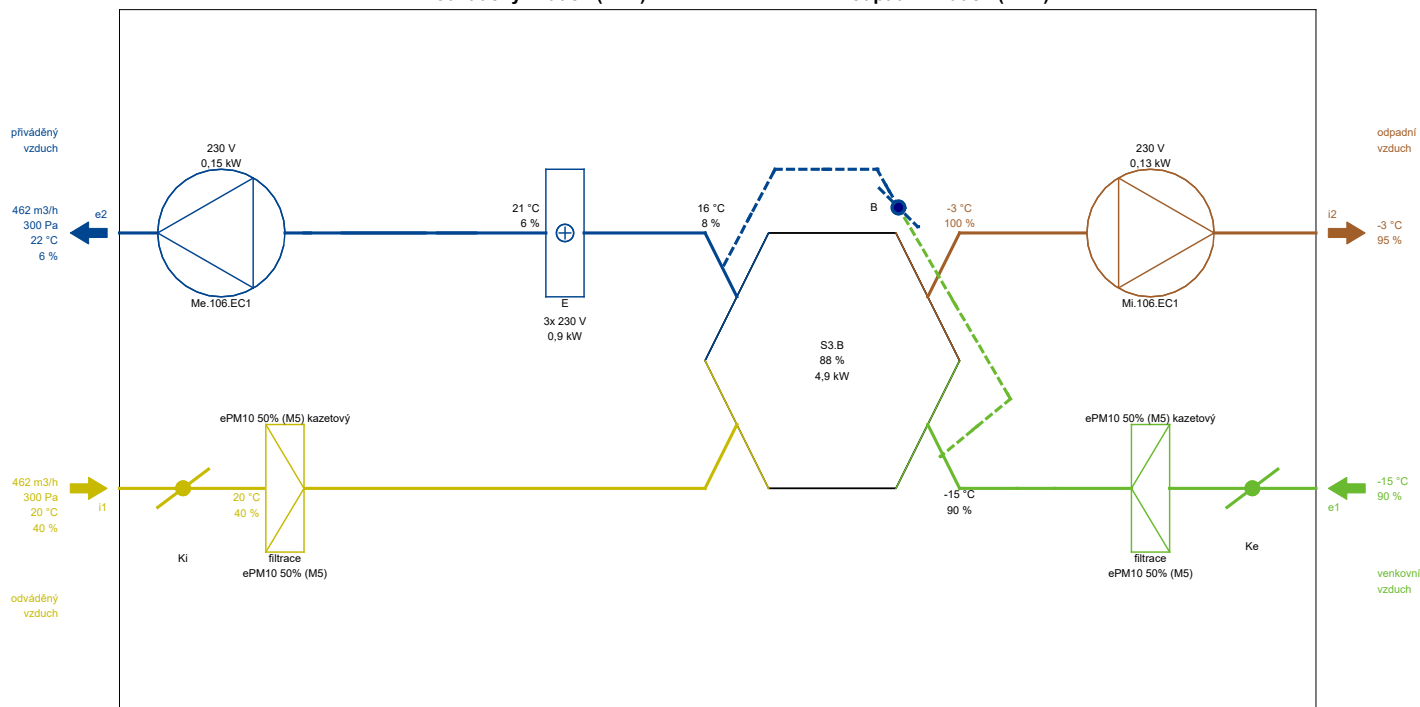 přiváděný
vzduch
462 m3/h
300 Pa
22 °C
6 %
e2
230 V
0,15 kW
Me.106.EC1
21 °C
6 %
E
3x 230 V
0,9 kW
16 °C
8 %
B
-3 °C
100 %
230 V
0,13 kW
Mi.106.EC1
odpadní
vzduch
i2
-3 °C
95 %
S3.B
88 %
4,9 kW
462 m3/h
300 Pa
20 °C
40 %
i1
Ki
20 °C
40 %
ePM10 50% (M5) kazetový
filtrace
ePM10 50% (M5)
odváděný
vzduch
-15 °C
90 %
ePM10 50% (M5) kazetový
filtrace
ePM10 50% (M5)
Ke
e1
-15 °C
90 %
venkovní
vzduch